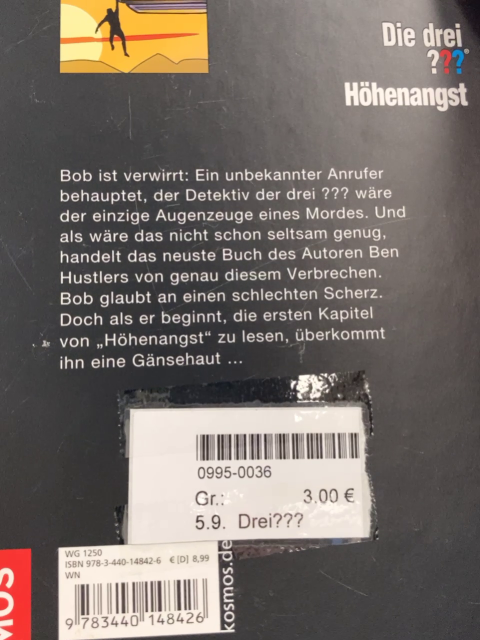 Die drei
???®
Höhenangst
Bob ist verwirrt: Ein unbekannter Anrufer
behauptet, der Detektiv der drei ??? wäre
der einzige Augenzeuge eines Mordes. Und
als wäre das nicht schon seltsam genug,
handelt das neuste Buch des Autoren Ben
Hustlers von genau diesem Verbrechen.
Bob glaubt an einen schlechten Scherz.
Doch als er beginnt, die ersten Kapitel
von „Höhenangst“ zu lesen, überkommt
ihn eine Gänsehaut ...
0995-0036
Gr.: 3.00 €
5.9. Drei???
WG 1250
ISBN 978-3-440-14842-6 € [D] 8,99
WN
9 783440 148426
kosmos.de
MOS